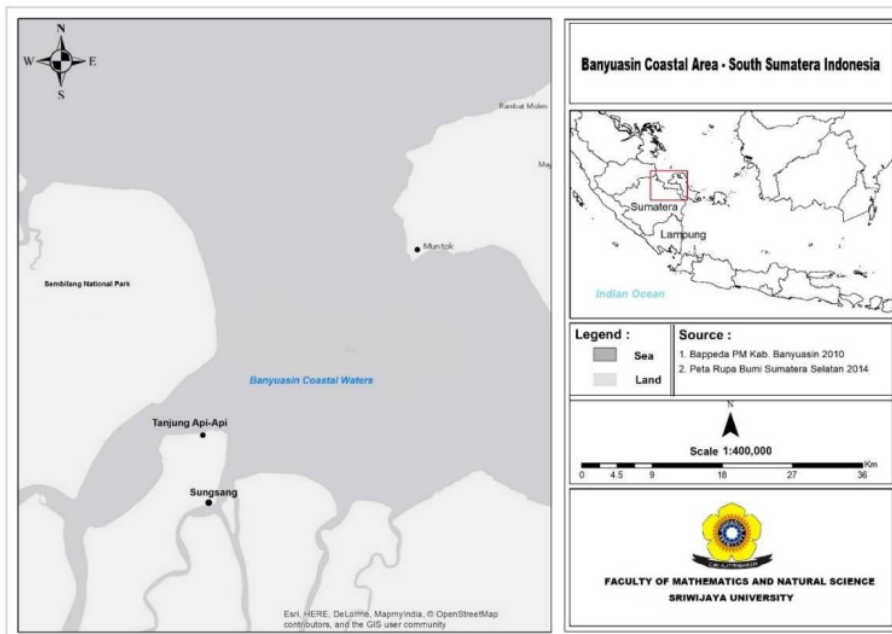 N
W E
S
Rambat Molen
Muntok
Sembilang National Park
Banyuasin Coastal Waters
Tanjung Api-Api
Sungsang
Esri, HERE, DeLorme, MapmyIndia, © OpenStreetMap
contributors, and the GIS user community
Banyuasin Coastal Area - South Sumatera Indonesia
Sumatera
Lampung
Indian Ocean
Legend :
Sea
Land
Source :
1. Bappeda PM Kab. Banyuasin 2010
2. Peta Rupa Bumi Sumatera Selatan 2014
N
Scale 1:400,000
0 4.5 9 18 27 36
Km
FACULTY OF MATHEMATICS AND NATURAL SCIENCE
SRIWIJAYA UNIVERSITY